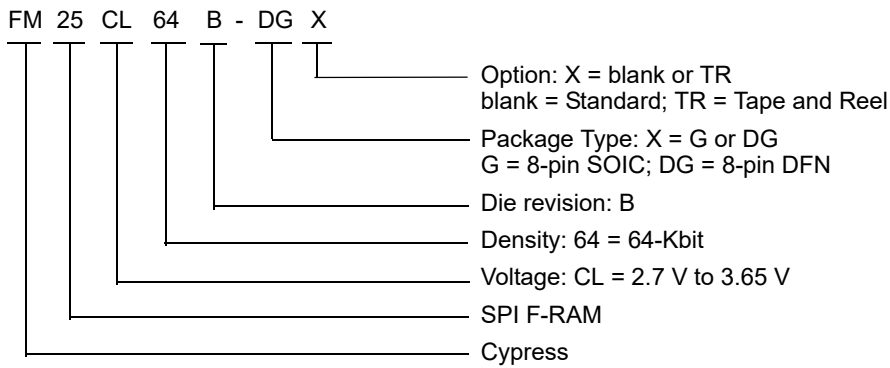 FM 25 CL 64 B - DG X
Option: X = blank or TR
blank = Standard; TR = Tape and Reel
Package Type: X = G or DG
G = 8-pin SOIC; DG = 8-pin DFN
Die revision: B
Density: 64 = 64-Kbit
Voltage: CL = 2.7 V to 3.65 V
SPI F-RAM
Cypress